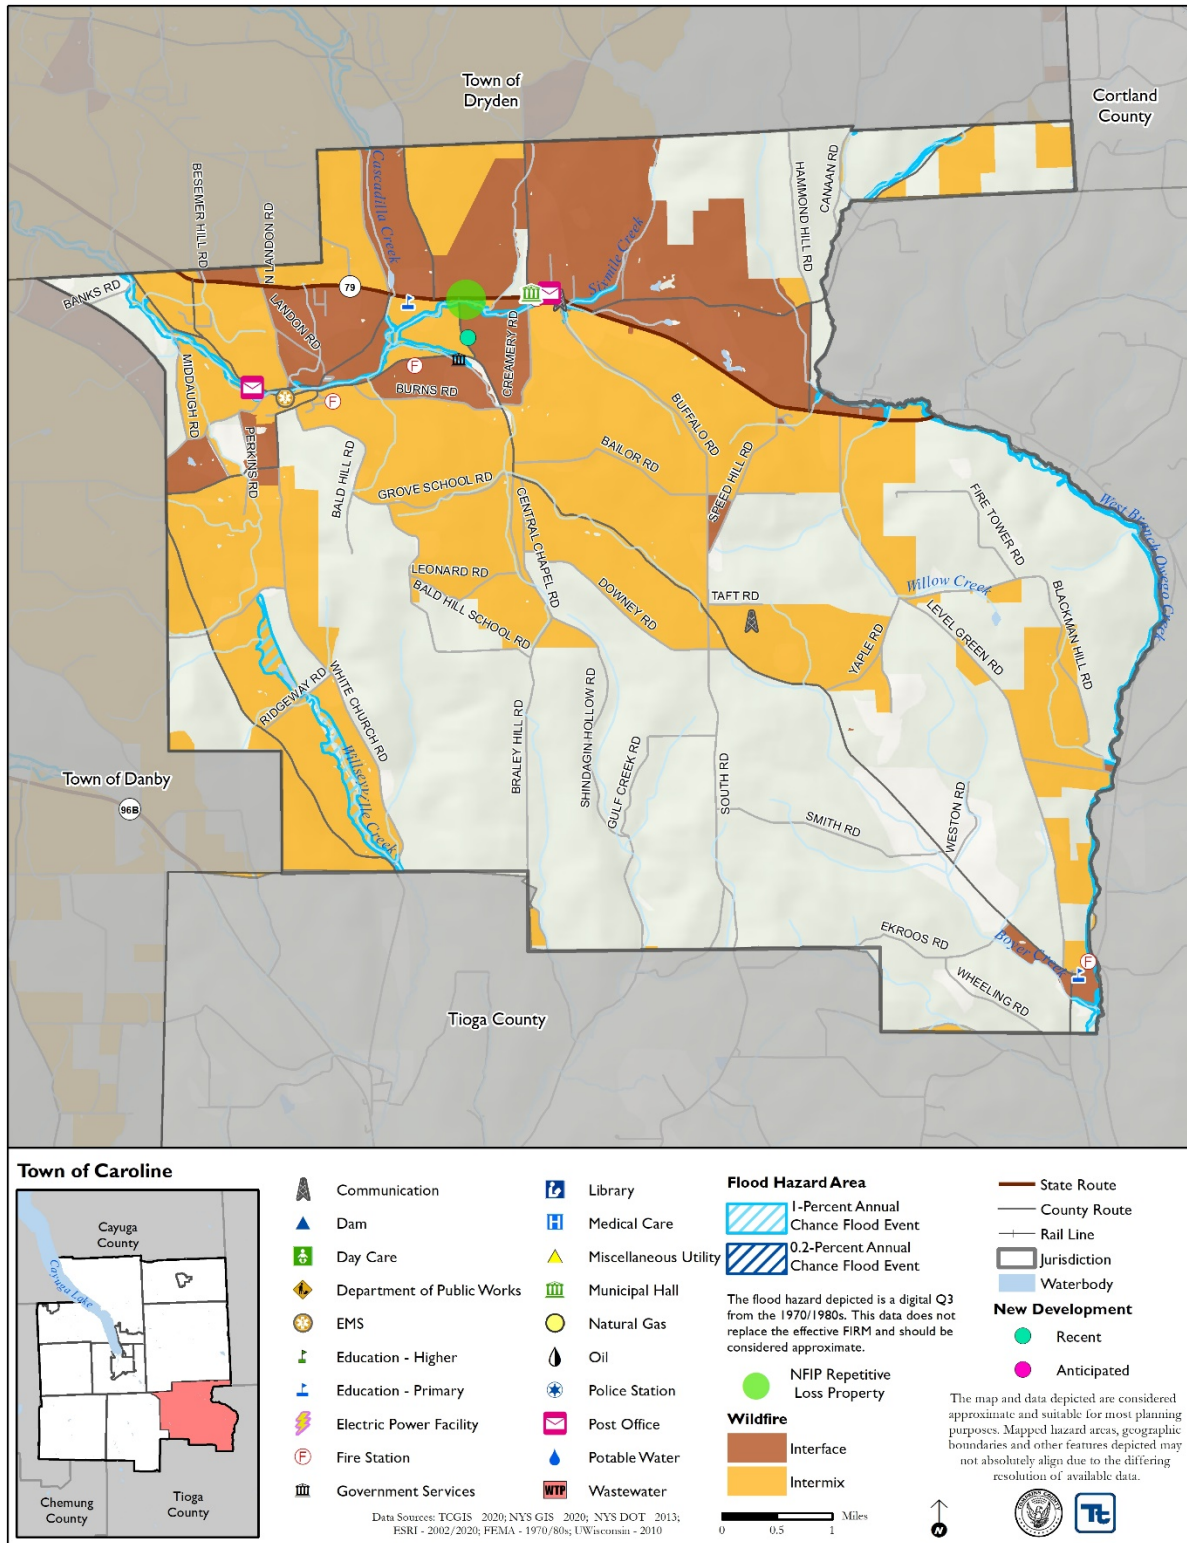 Town of
Dryden
Cortland
County
BESEMER HILL RD
N LANDON RD
Cascadilla Creek
HAMMOND HILL RD
CANAAN RD
Sixmile Creek
79
BANKS RD
LANDON RD
CREAMERY RD
MIDDAUGH RD
F
BURNS RD
F
BUFFALO RD
PERKINS RD
BALD HILL RD
BAILOR RD
SPEED HILL RD
GROVE SCHOOL RD
CENTRAL CHAPEL RD
FIRE TOWER RD
West Branch Owego Creek
LEONARD RD
BALD HILL SCHOOL RD
DOWNEY RD
TAFT RD
Willow Creek
LEVEL GREEN RD
BLACKMAN HILL RD
YAPLE RD
RIDGEWAY RD
WHITE CHURCH RD
Willseyville Creek
BRALEY HILL RD
SHINDAGIN HOLLOW RD
GULF CREEK RD
SOUTH RD
Town of Danby
96B
SMITH RD
WESTON RD
EKROOS RD
Boyer Creek
F
WHEELING RD
Tioga County
Town of Caroline
Cayuga
County
Cayuga Lake
Chemung
County
Tioga
County
Communication
Dam
Day Care
Department of Public Works
EMS
Education - Higher
Education - Primary
Electric Power Facility
F Fire Station
Government Services
Library
H Medical Care
Miscellaneous Utility
Municipal Hall
Natural Gas
Oil
Police Station
Post Office
Potable Water
WTP Wastewater
Data Sources: TCGIS 2020; NYS GIS 2020; NYS DOT 2013;
ESRI - 2002/2020; FEMA - 1970/80s; UWisconsin - 2010
Flood Hazard Area
1-Percent Annual
Chance Flood Event
0.2-Percent Annual
Chance Flood Event
The flood hazard depicted is a digital Q3
from the 1970/1980s. This data does not
replace the effective FIRM and should be
considered approximate.
NFIP Repetitive
Loss Property
Wildfire
Interface
Intermix
0 0.5 1 Miles
State Route
County Route
Rail Line
Jurisdiction
Waterbody
New Development
Recent
Anticipated
The map and data depicted are considered
approximate and suitable for most planning
purposes. Mapped hazard areas, geographic
boundaries and other features depicted may
not absolutely align due to the differing
resolution of available data.
N
TOMPKINS COUNTY
Tt